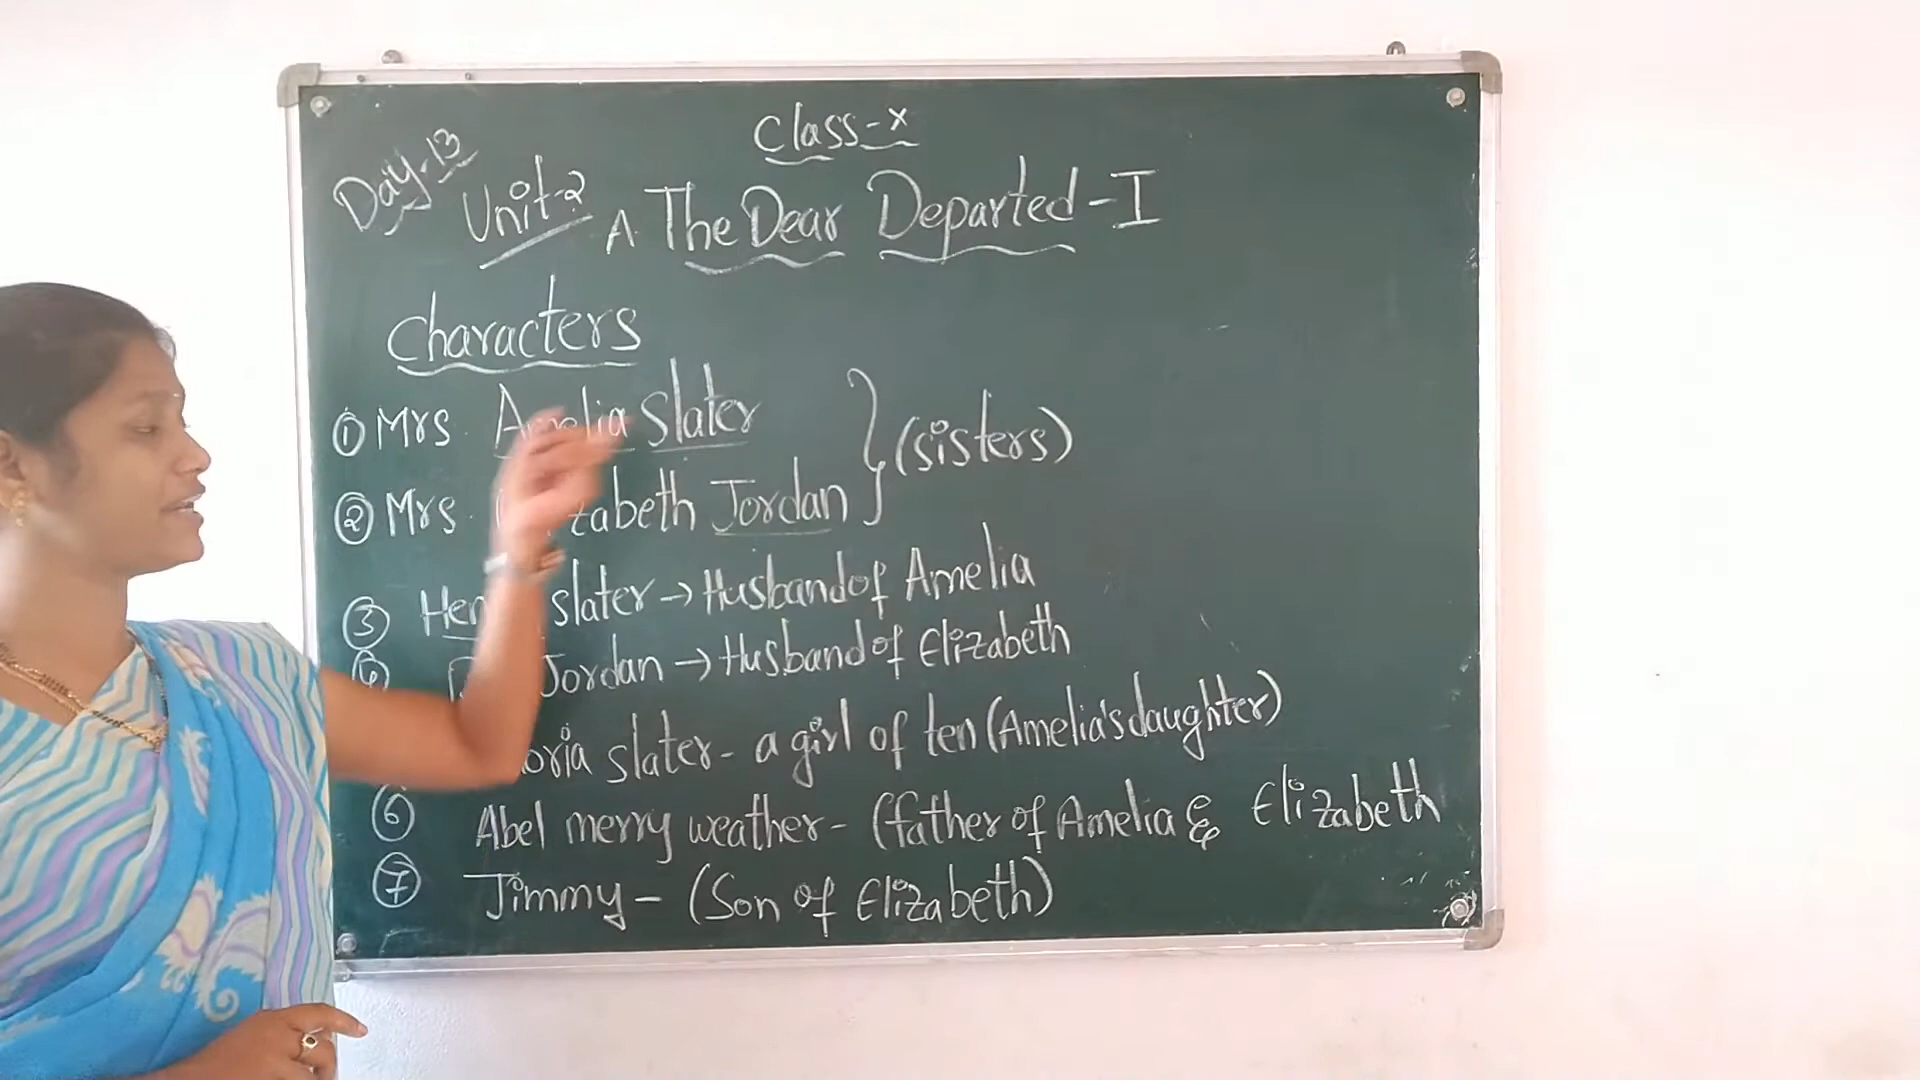 Class-X
Day-13
Unit-2 A The Dear Departed-I
Characters
① Mrs. Amelia Slater
② Mrs. Jordan
} (sisters)
③ slater → Husband of Amelia
④ Jordan → Husband of Elizabeth
slater - a girl of ten (Amelia's daughter)
⑥ Abel merry weather - (father of Amelia & Elizabeth
⑦ Jimmy - (Son of Elizabeth)